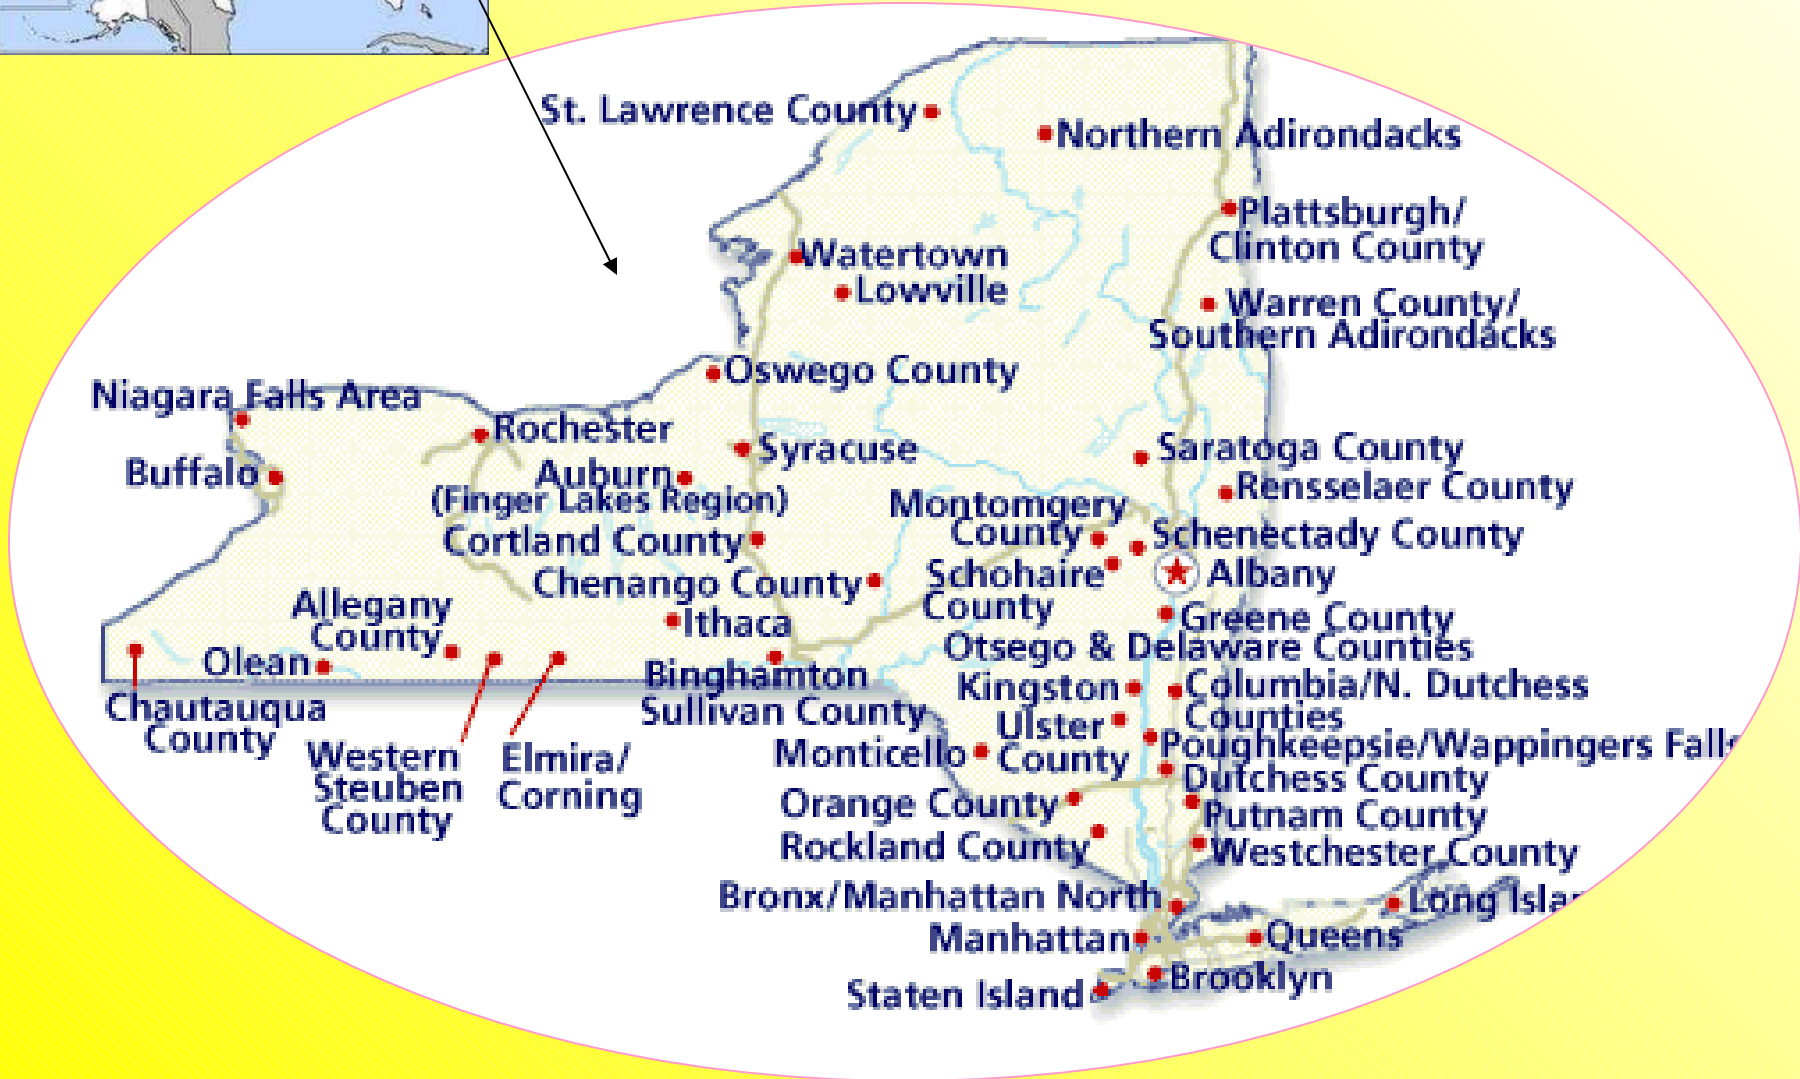 St. Lawrence County
Northern Adirondacks
Plattsburgh/
Clinton County
Watertown
Lowville
Warren County/
Southern Adirondacks
Oswego County
Niagara Falls Area
Rochester
Syracuse
Saratoga County
Buffalo
Auburn
(Finger Lakes Region)
Rensselaer County
Montomgery
County
Schenectady County
Cortland County
Chenango County
Schohaire
County
Albany
Allegany
County
Ithaca
Greene County
Otsego & Delaware Counties
Olean
Binghamton
Kingston
Columbia/N. Dutchess
Counties
Chautauqua
County
Sullivan County
Ulster
County
Western
Steuben
County
Elmira/
Corning
Monticello
Poughkeepsie/Wappingers Falls
Dutchess County
Orange County
Putnam County
Rockland County
Westchester County
Bronx/Manhattan North
Long Islan
Manhattan
Queens
Staten Island
Brooklyn